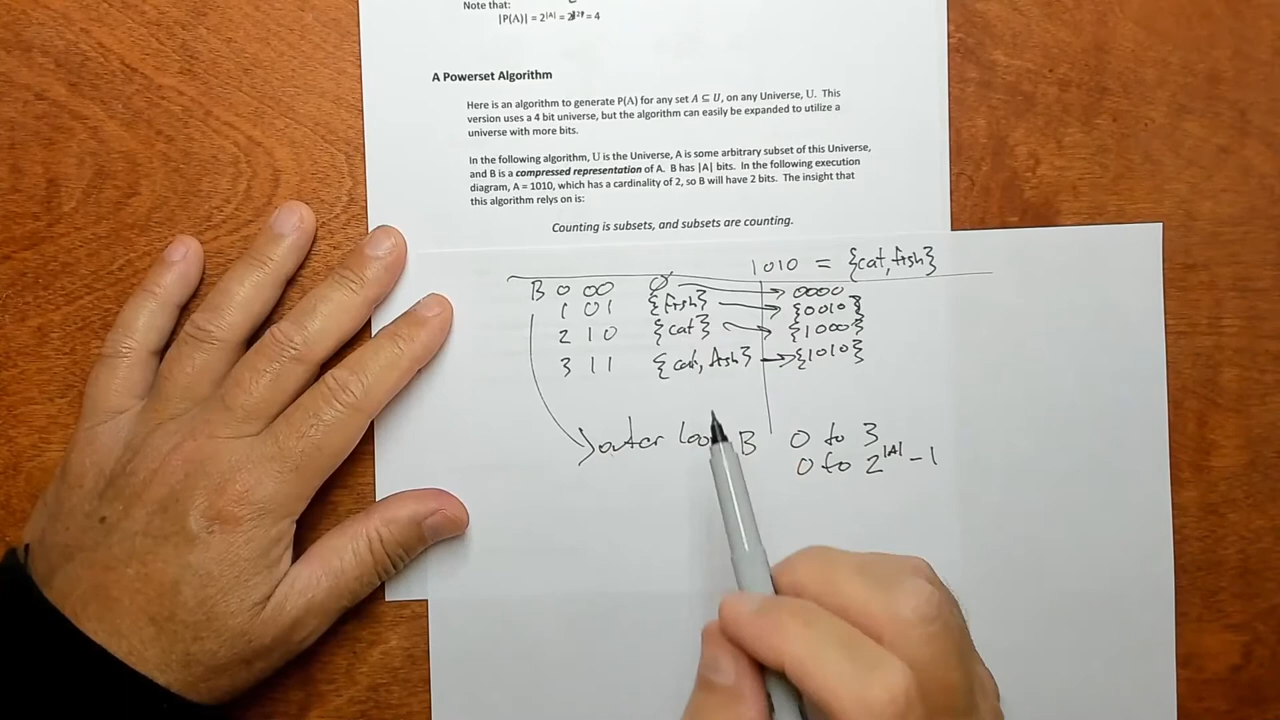 Note that:
|P(A)| = 2^|A| = 2^|2| = 4
A Powerset Algorithm
Here is an algorithm to generate P(A) for any set A ⊆ U, on any Universe, U. This
version uses a 4 bit universe, but the algorithm can easily be expanded to utilize a
universe with more bits.
In the following algorithm, U is the Universe, A is some arbitrary subset of this Universe,
and B is a compressed representation of A. B has |A| bits. In the following execution
diagram, A = 1010, which has a cardinality of 2, so B will have 2 bits. The insight that
this algorithm relies on is:
Counting is subsets, and subsets are counting.
1010 = {cat, fish}
B 0 00 ∅ → 0000
1 01 {fish} → {0010}
2 10 {cat} → {1000}
3 11 {cat, fish} → {1010}
outer B 0 to 3
0 to 2^|A| - 1